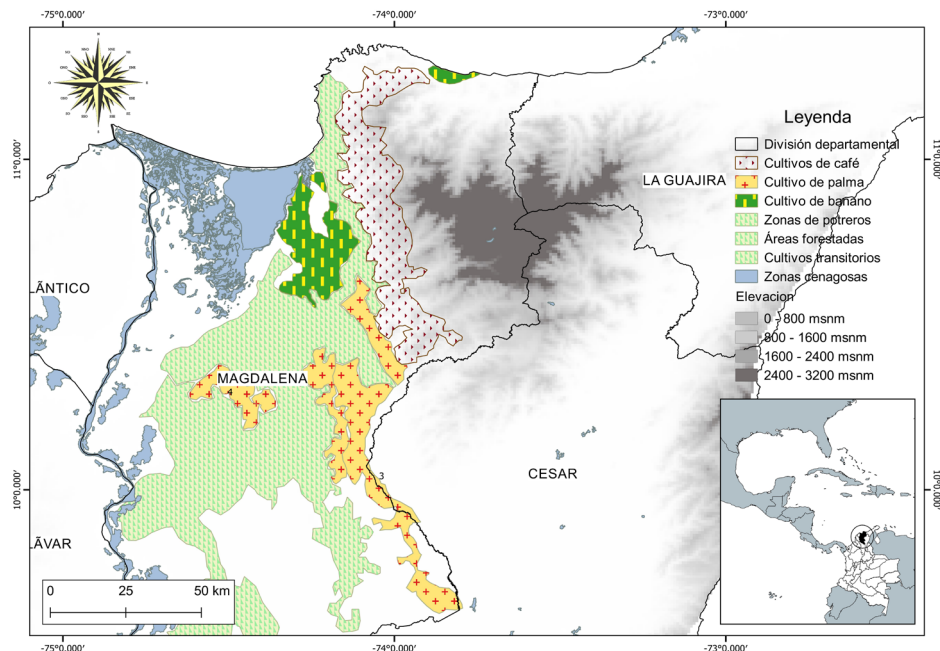 -75°0.000'
-74°0.000'
-73°0.000'
11°0.000'
11°0.000'
Leyenda
División departamental
Cultivos de café
Cultivo de palma
Cultivo de banano
Zonas de potreros
Áreas forestadas
Cultivos transitorios
Zonas cenagosas
Elevacion
0 - 800 msnm
800 - 1600 msnm
1600 - 2400 msnm
2400 - 3200 msnm
LA GUAJIRA
LÃNTICO
MAGDALENA
4
3
CESAR
10°0.000'
10°0.000'
LÃVAR
0
25
50 km
-75°0.000'
-74°0.000'
-73°0.000'